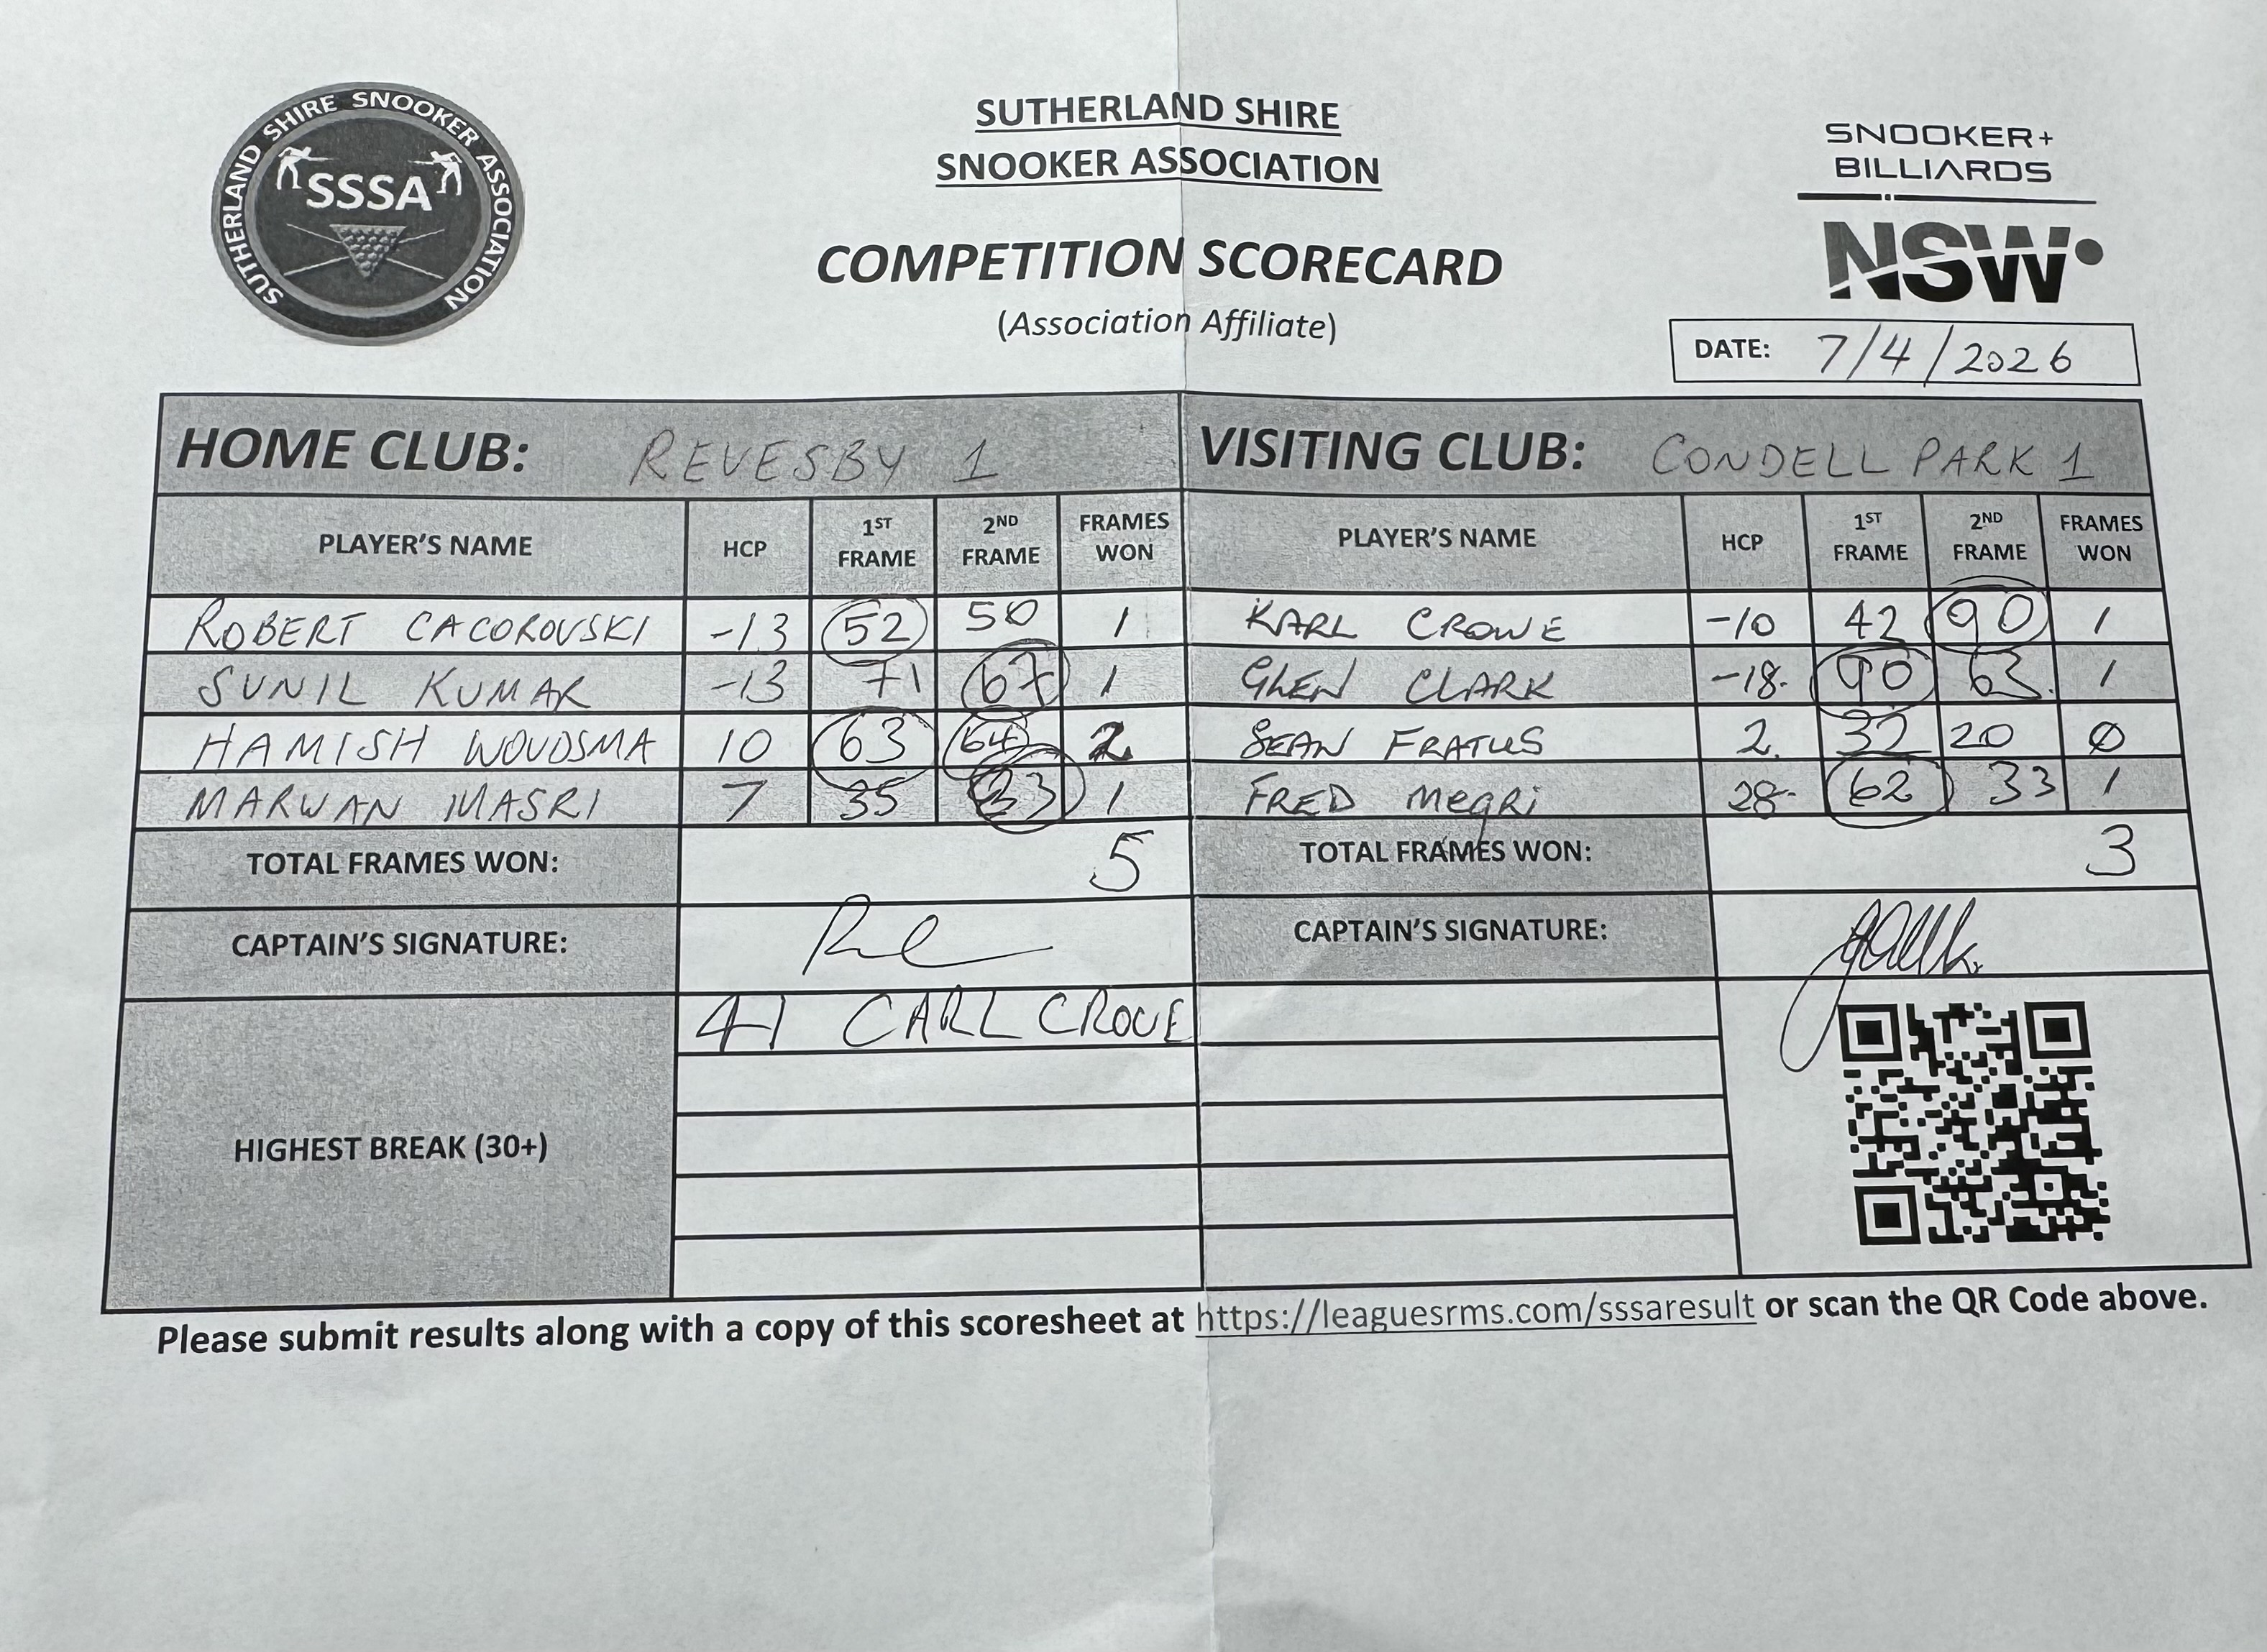 SUTHERLAND SHIRE SNOOKER ASSOCIATION
SSSA
SUTHERLAND SHIRE
SNOOKER ASSOCIATION
COMPETITION SCORECARD
(Association Affiliate)
SNOOKER+
BILLIARDS
NSW
DATE: 7/4/2026
HOME CLUB: REVESBY 1 VISITING CLUB: CONDELL PARK 1
PLAYER'S NAME HCP 1ST FRAME 2ND FRAME FRAMES WON PLAYER'S NAME HCP 1ST FRAME 2ND FRAME FRAMES WON
ROBERT CACOROVSKI -13 52 50 1 KARL CROWE -10 42 90 1
SUNIL KUMAR -13 71 67 1 GLEN CLARK -18 90 63 1
HAMISH WOUDSMA 10 63 64 2 SEAN FRATUS 2 32 20 0
MARWAN MASRI 7 35 1 FRED Megri 28 62 33 1
TOTAL FRAMES WON: 5 TOTAL FRAMES WON: 3
CAPTAIN'S SIGNATURE: CAPTAIN'S SIGNATURE:
HIGHEST BREAK (30+) 41 CARL CROWE
Please submit results along with a copy of this scoresheet at https://leaguesrms.com/sssaresult or scan the QR Code above.